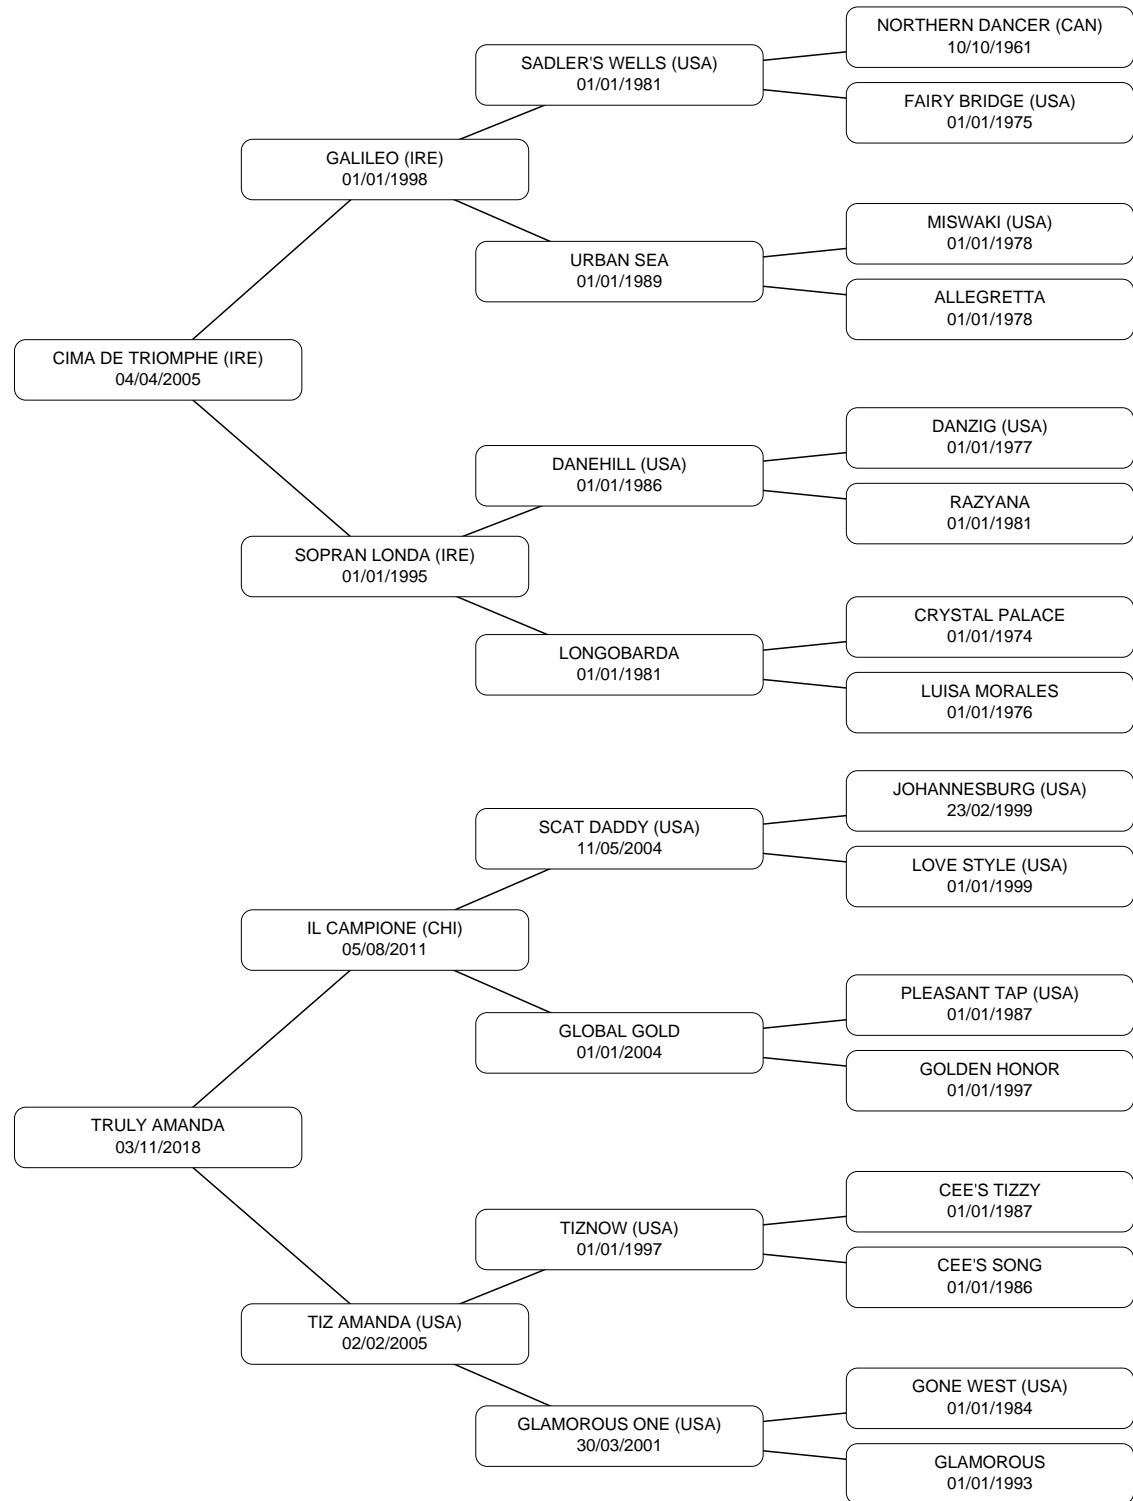 NORTHERN DANCER (CAN)
10/10/1961
SADLER'S WELLS (USA)
01/01/1981
FAIRY BRIDGE (USA)
01/01/1975
GALILEO (IRE)
01/01/1998
MISWAKI (USA)
01/01/1978
URBAN SEA
01/01/1989
ALLEGRETTA
01/01/1978
CIMA DE TRIOMPHE (IRE)
04/04/2005
DANZIG (USA)
01/01/1977
DANEHILL (USA)
01/01/1986
RAZYANA
01/01/1981
SOPRAN LONDA (IRE)
01/01/1995
CRYSTAL PALACE
01/01/1974
LONGOBARDA
01/01/1981
LUISA MORALES
01/01/1976
JOHANNESBURG (USA)
23/02/1999
SCAT DADDY (USA)
11/05/2004
LOVE STYLE (USA)
01/01/1999
IL CAMPIONE (CHI)
05/08/2011
PLEASANT TAP (USA)
01/01/1987
GLOBAL GOLD
01/01/2004
GOLDEN HONOR
01/01/1997
TRULY AMANDA
03/11/2018
CEE'S TIZZY
01/01/1987
TIZNOW (USA)
01/01/1997
CEE'S SONG
01/01/1986
TIZ AMANDA (USA)
02/02/2005
GONE WEST (USA)
01/01/1984
GLAMOROUS ONE (USA)
30/03/2001
GLAMOROUS
01/01/1993